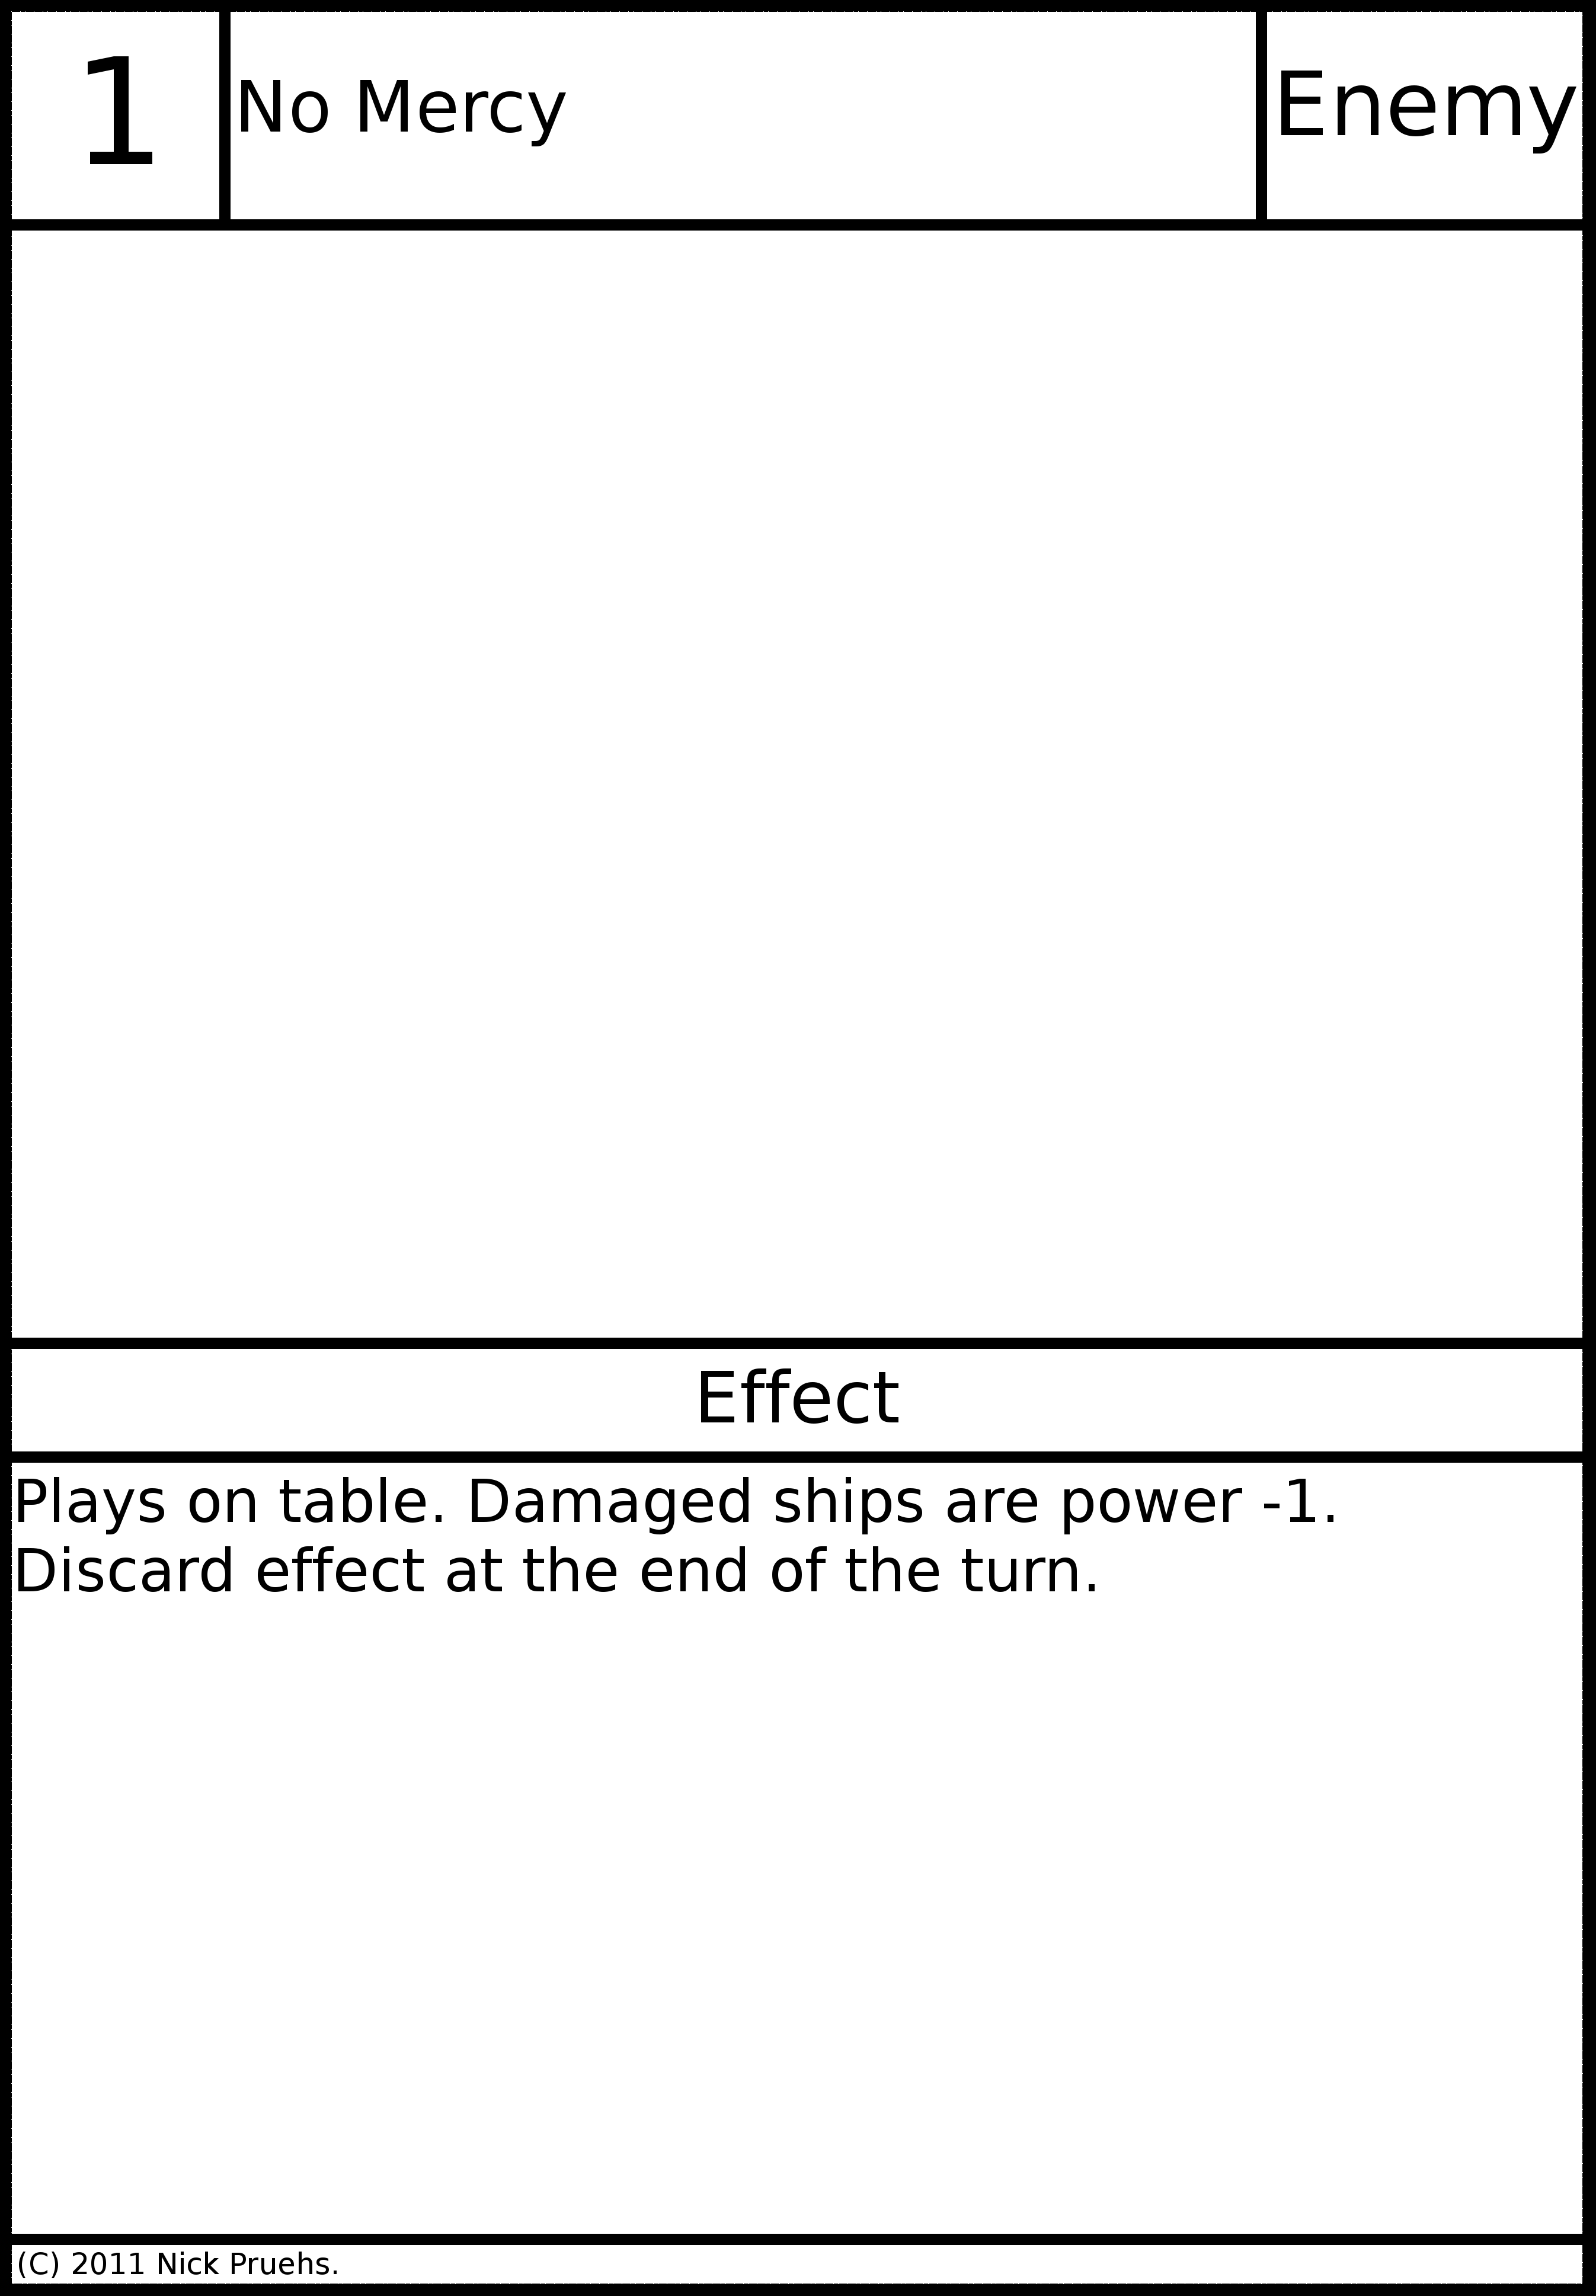 1
No Mercy
Enemy
Effect
Plays on table. Damaged ships are power -1.
Discard effect at the end of the turn.
(C) 2011 Nick Pruehs.